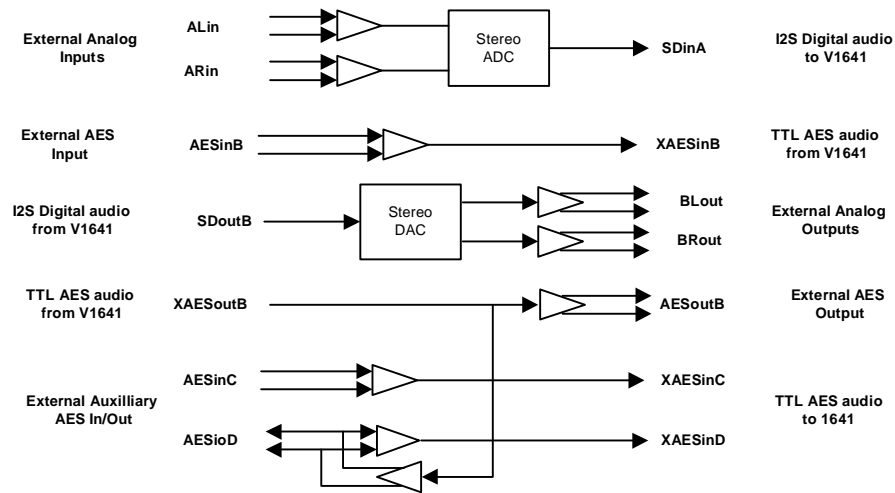 External Analog
Inputs
ALin
ARin
Stereo
ADC
SDinA
I2S Digital audio
to V1641
External AES
Input
AESinB
XAESinB
TTL AES audio
from V1641
I2S Digital audio
from V1641
SDoutB
Stereo
DAC
BLout
BRout
External Analog
Outputs
TTL AES audio
from V1641
XAESoutB
AESoutB
External AES
Output
External Auxilliary
AES In/Out
AESinC
AESioD
XAESinC
XAESinD
TTL AES audio
to 1641